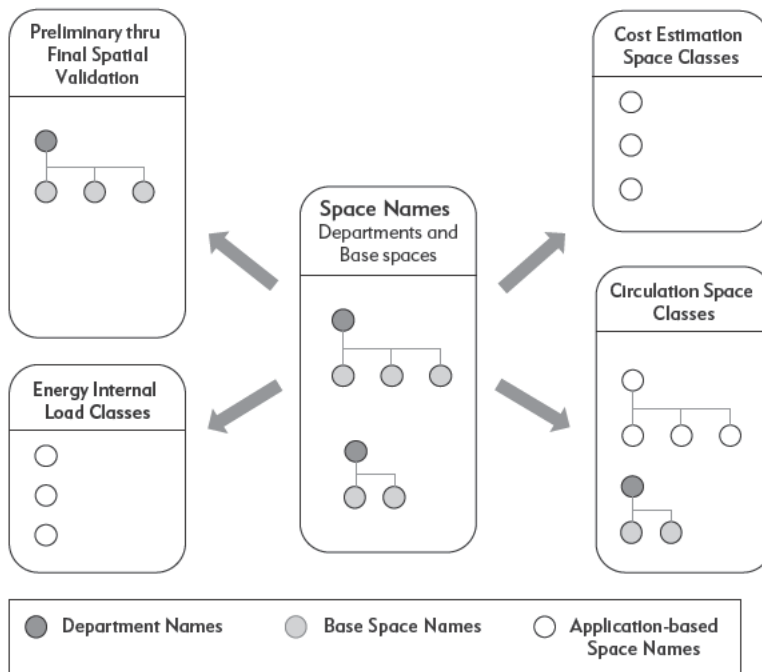 Preliminary thru
Final Spatial
Validation
Cost Estimation
Space Classes
Space Names
Departments and
Base spaces
Energy Internal
Load Classes
Circulation Space
Classes
Department Names
Base Space Names
Application-based
Space Names